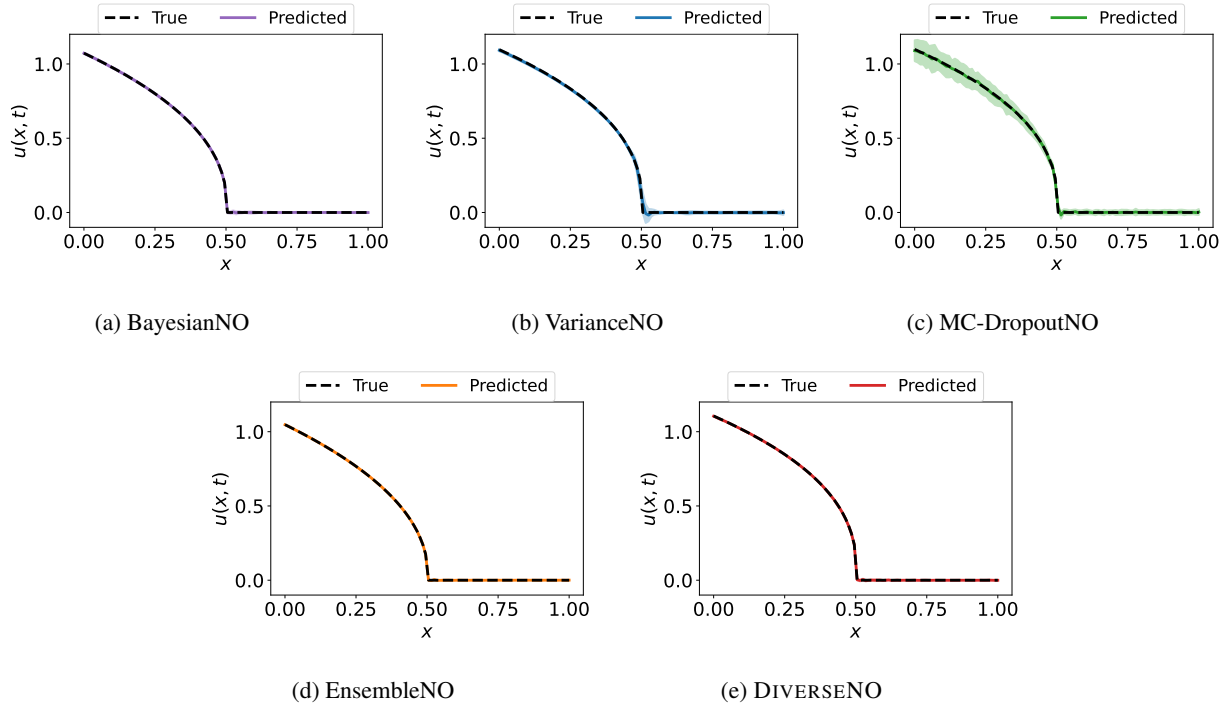 True Predicted
True Predicted
True Predicted
1.0
0.5
0.0
u(x, t)
0.00 0.25 0.50 0.75 1.00
x
1.0
0.5
0.0
u(x, t)
0.00 0.25 0.50 0.75 1.00
x
1.0
0.5
0.0
u(x, t)
0.00 0.25 0.50 0.75 1.00
x
(a) BayesianNO
(b) VarianceNO
(c) MC-DropoutNO
True Predicted
True Predicted
1.0
0.5
0.0
u(x, t)
0.00 0.25 0.50 0.75 1.00
x
1.0
0.5
0.0
u(x, t)
0.00 0.25 0.50 0.75 1.00
x
(d) EnsembleNO
(e) DIVERSENO